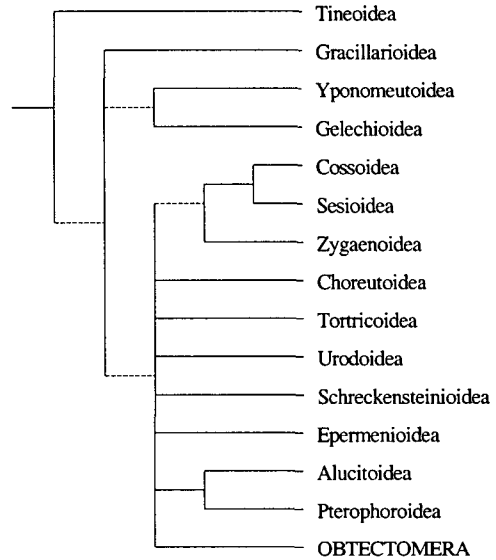 Tineoidea
Gracillarioidea
Yponomeutoidea
Gelechioidea
Cossoidea
Sesioidea
Zygaenoidea
Choreutoidea
Tortricoidea
Urodoidea
Schreckensteinioidea
Epermenioidea
Alucitoidea
Pterophoroidea
OBTECTOMERA